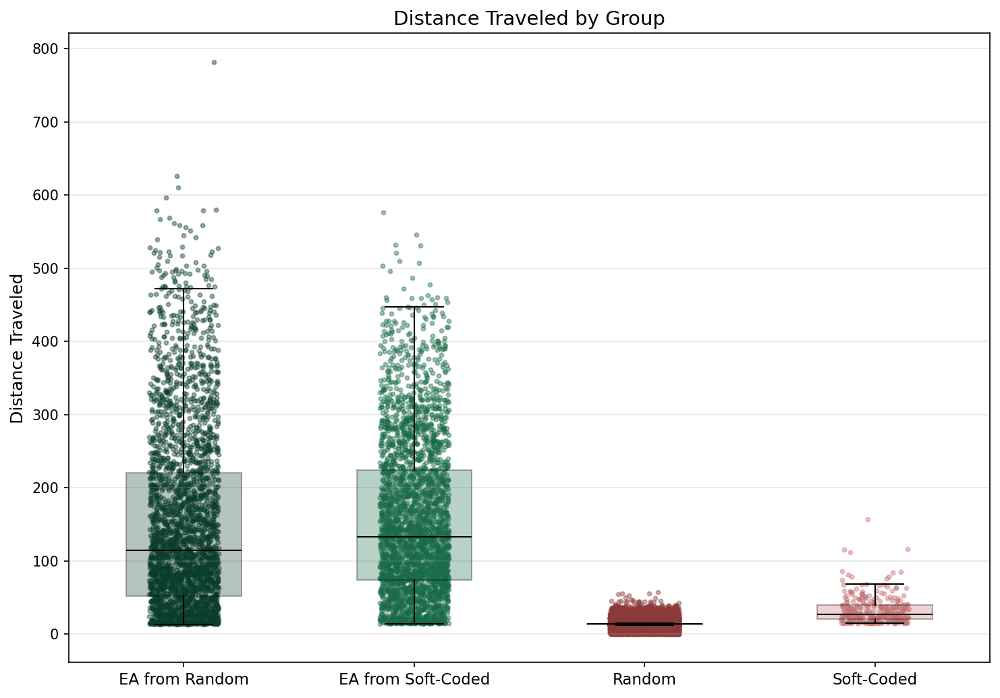 Distance Traveled by Group
800
700
600
500
400
300
200
100
0
Distance Traveled
EA from Random
EA from Soft-Coded
Random
Soft-Coded